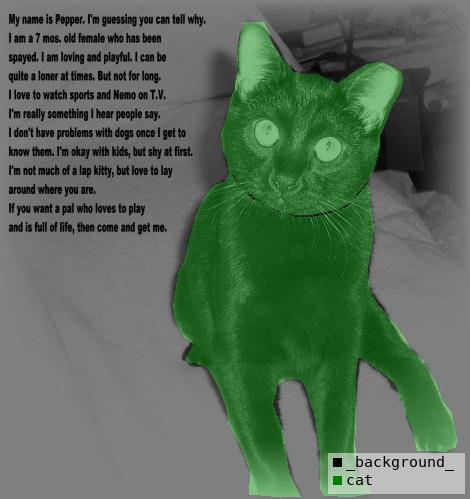 My name is Pepper. I'm guessing you can tell why.
I am a 7 mos. old female who has been
spayed. I am loving and playful. I can be
quite a loner at times. But not for long.
I love to watch sports and Nemo on T.V.
I'm really something I hear people say.
I don't have problems with dogs once I get to
know them. I'm okay with kids, but shy at first.
I'm not much of a lap kitty, but love to lay
around where you are.
If you want a pal who loves to play
and is full of life, then come and get me.
_background_
cat